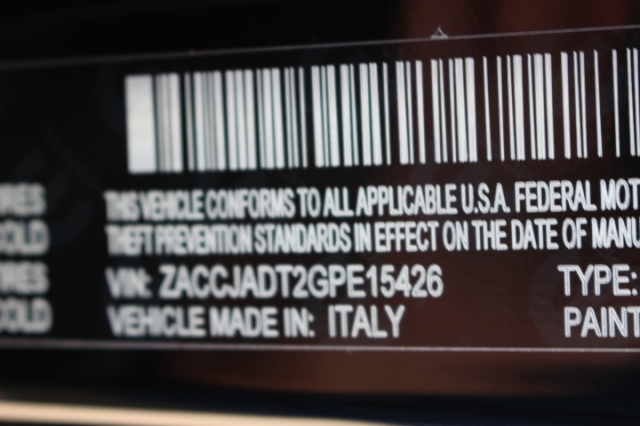 THIS VEHICLE CONFORMS TO ALL APPLICABLE U.S.A. FEDERAL MOT
THEFT PREVENTION STANDARDS IN EFFECT ON THE DATE OF MANU
VIN: ZACCJADT2GPE15426 TYPE:
VEHICLE MADE IN: ITALY PAINT